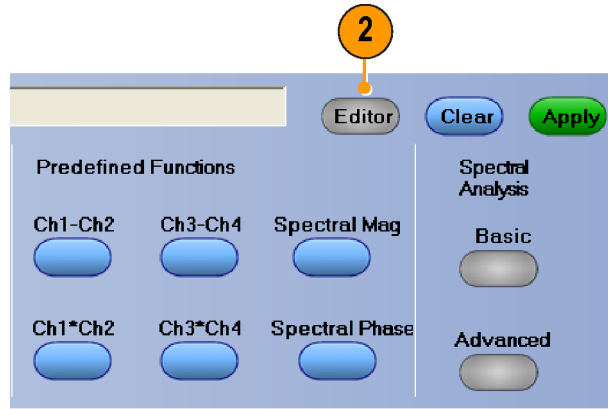 2
Editor Clear Apply
Predefined Functions
Spectral
Analysis
Ch1-Ch2 Ch3-Ch4 Spectral Mag
Basic
Ch1*Ch2 Ch3*Ch4 Spectral Phase
Advanced